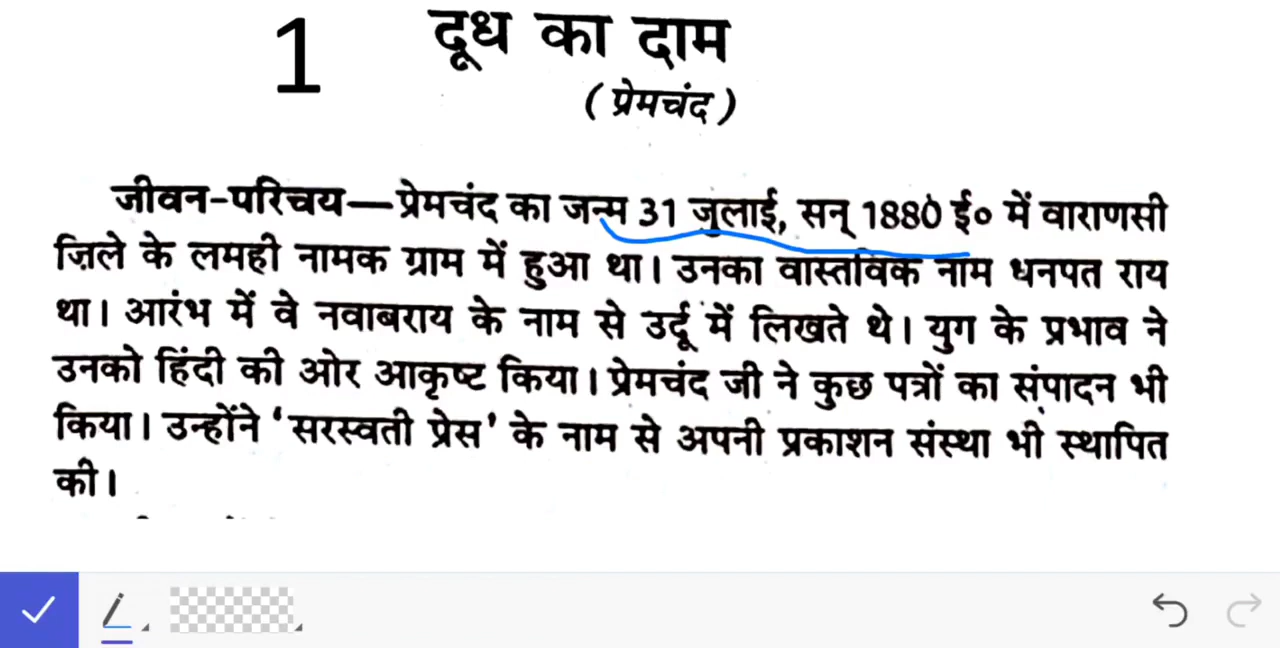 1 दूध का दाम
( प्रेमचंद )
जीवन-परिचय—प्रेमचंद का जन्म 31 जुलाई, सन् 1880 ई० में वाराणसी
ज़िले के लमही नामक ग्राम में हुआ था। उनका वास्तविक नाम धनपत राय
था। आरंभ में वे नवाबराय के नाम से उर्दू में लिखते थे। युग के प्रभाव ने
उनको हिंदी की ओर आकृष्ट किया। प्रेमचंद जी ने कुछ पत्रों का संपादन भी
किया। उन्होंने ‘सरस्वती प्रेस’ के नाम से अपनी प्रकाशन संस्था भी स्थापित
की।